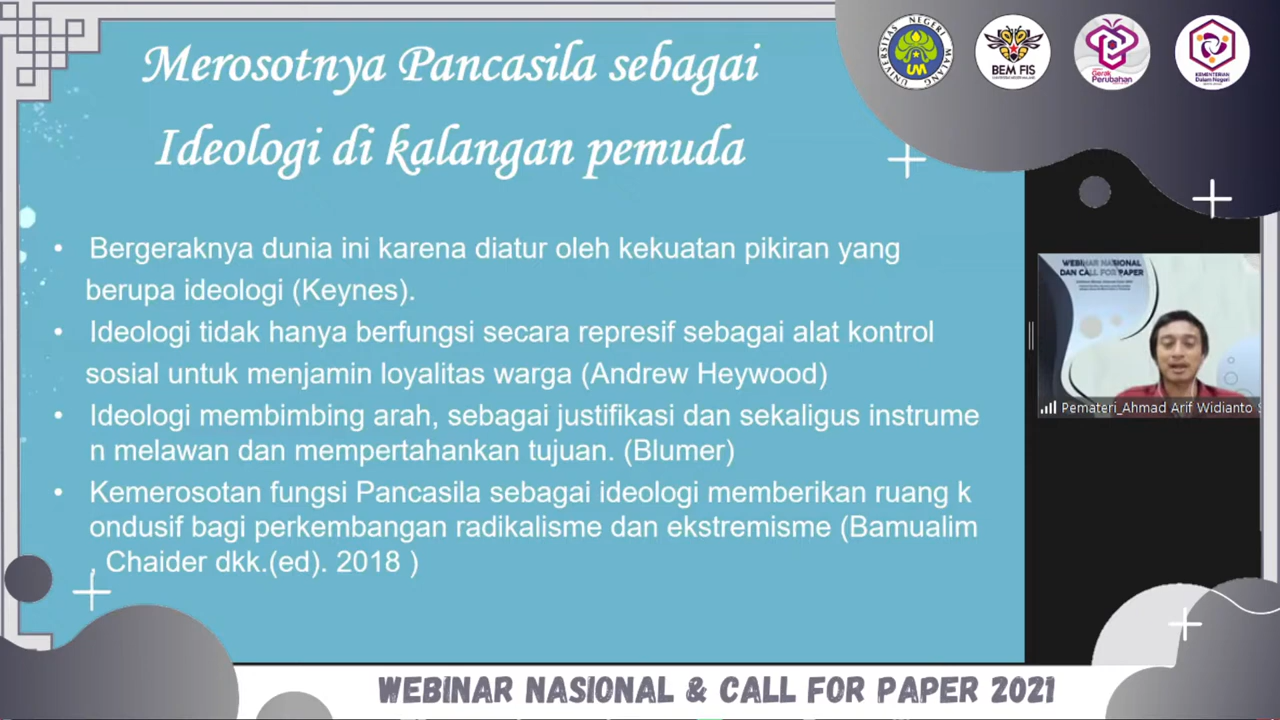 Merosotnya Pancasila sebagai
Ideologi di kalangan pemuda
UNIVERSITAS NEGERI MALANG
UM
BEM FIS
Gerak
Perubahan
KEMENTERIAN
Dalam Negeri
• Bergeraknya dunia ini karena diatur oleh kekuatan pikiran yang
berupa ideologi (Keynes).
• Ideologi tidak hanya berfungsi secara represif sebagai alat kontrol
sosial untuk menjamin loyalitas warga (Andrew Heywood)
• Ideologi membimbing arah, sebagai justifikasi dan sekaligus instrume
n melawan dan mempertahankan tujuan. (Blumer)
• Kemerosotan fungsi Pancasila sebagai ideologi memberikan ruang k
ondusif bagi perkembangan radikalisme dan ekstremisme (Bamualim
, Chaider dkk.(ed). 2018 )
WEBINAR NASIONAL
DAN CALL FOR PAPER
Pemateri_Ahmad Arif Widianto S
WEBINAR NASIONAL & CALL FOR PAPER 2021